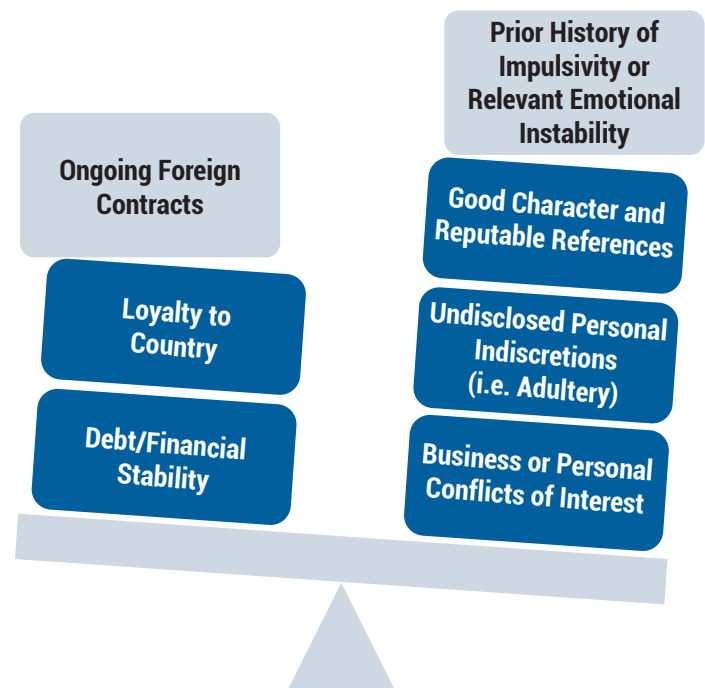 Ongoing Foreign
Contracts
Loyalty to
Country
Debt/Financial
Stability
Prior History of
Impulsivity or
Relevant Emotional
Instability
Good Character and
Reputable References
Undisclosed Personal
Indiscretions
(i.e. Adultery)
Business or Personal
Conflicts of Interest